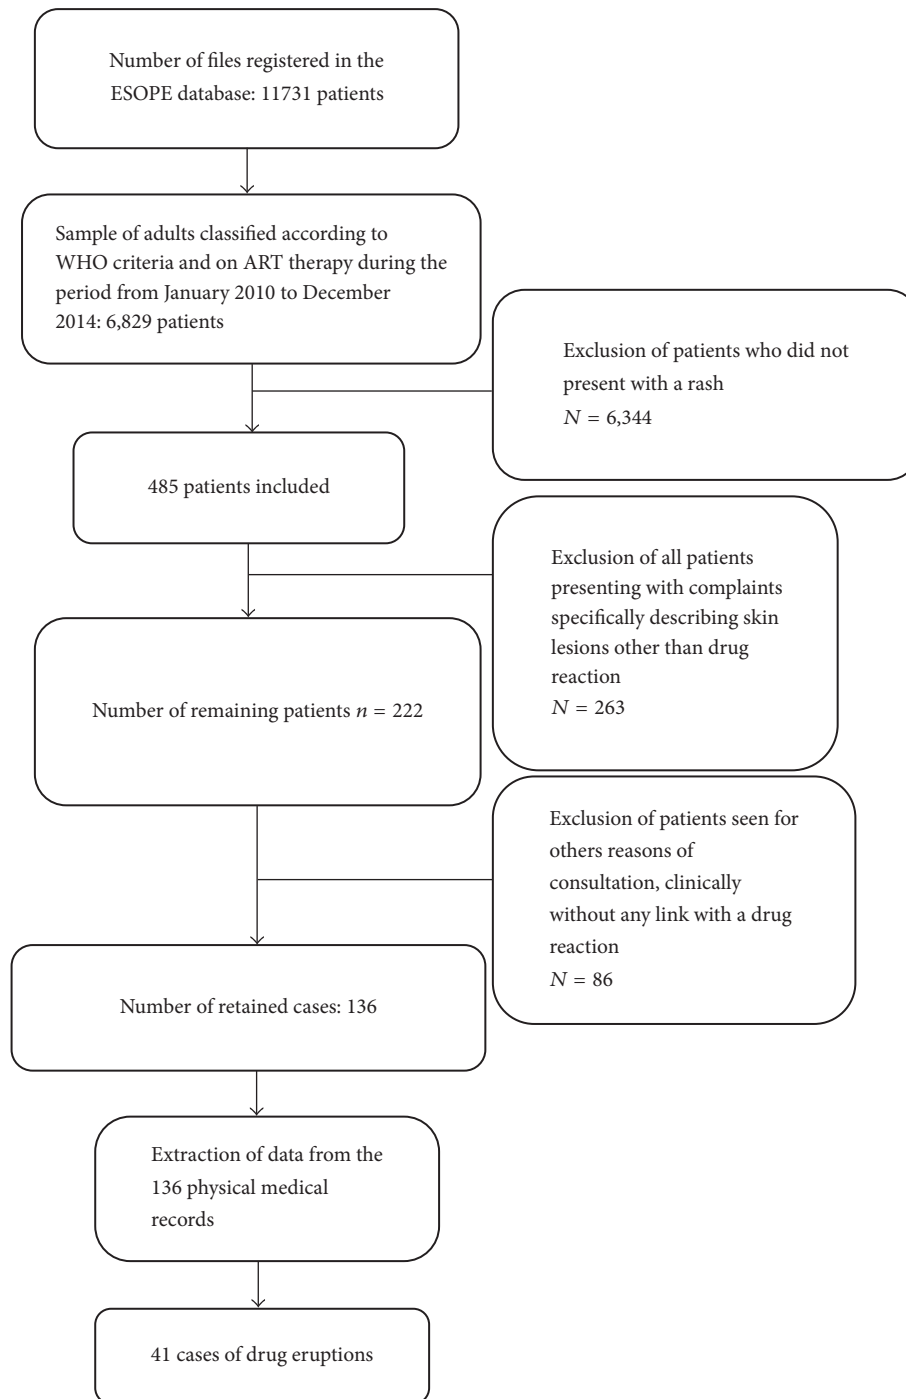 Number of files registered in the
ESOPE database: 11731 patients
Sample of adults classified according to
WHO criteria and on ART therapy during the
period from January 2010 to December
2014: 6,829 patients
Exclusion of patients who did not
present with a rash
N = 6,344
485 patients included
Exclusion of all patients
presenting with complaints
specifically describing skin
lesions other than drug
reaction
N = 263
Number of remaining patients n = 222
Exclusion of patients seen for
others reasons of
consultation, clinically
without any link with a drug
reaction
N = 86
Number of retained cases: 136
Extraction of data from the
136 physical medical
records
41 cases of drug eruptions